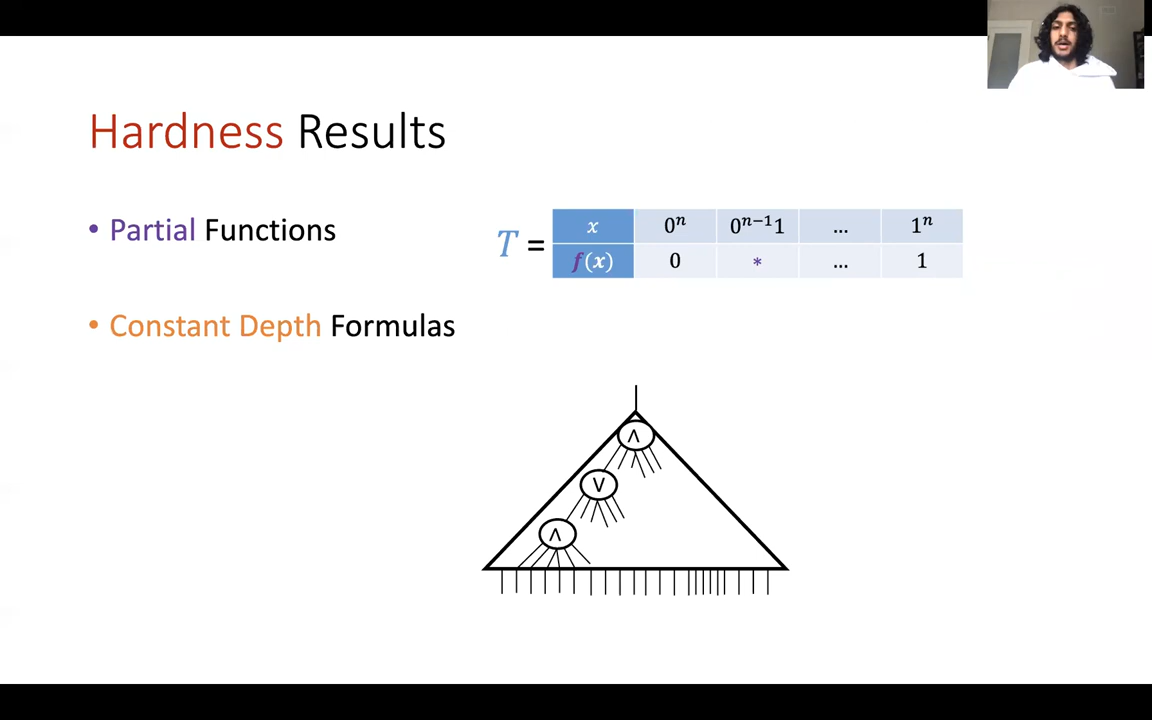 Hardness Results
• Partial Functions
T =
x 0ⁿ 0ⁿ⁻¹1 ... 1ⁿ
f(x) 0 * ... 1
• Constant Depth Formulas
∧
∨
∧